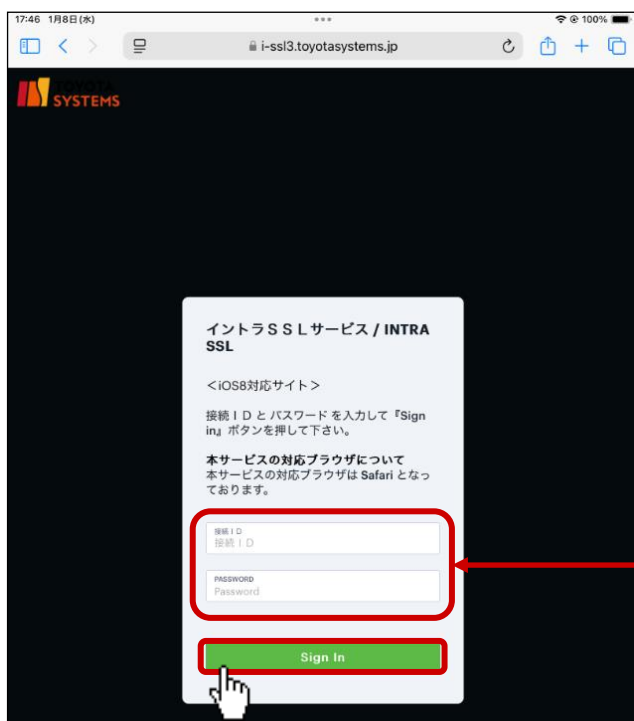 17:46 1月8日(水) 100%
i-ssl3.toyotasystems.jp
TOYOTA
SYSTEMS
イントラSSLサービス / INTRA
SSL
＜iOS8対応サイト＞
接続ＩＤ と パスワード を入力して『Sign
in』ボタンを押して下さい。
本サービスの対応ブラウザについて
本サービスの対応ブラウザは Safari となっ
ております。
接続ＩＤ
接続ＩＤ
PASSWORD
Password
Sign In